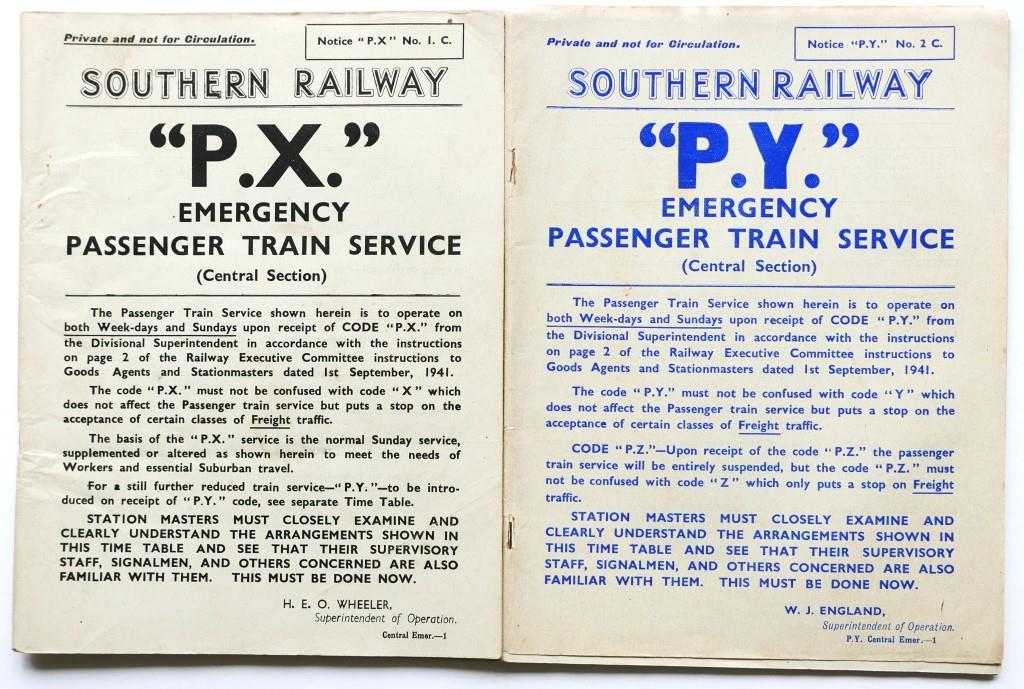 Private and not for Circulation.
Notice "P.X" No. 1. C.
SOUTHERN RAILWAY
"P.X."
EMERGENCY
PASSENGER TRAIN SERVICE
(Central Section)
The Passenger Train Service shown herein is to operate on
both Week-days and Sundays upon receipt of CODE "P.X." from
the Divisional Superintendent in accordance with the instructions
on page 2 of the Railway Executive Committee instructions to
Goods Agents and Stationmasters dated 1st September, 1941.
The code "P.X." must not be confused with code "X" which
does not affect the Passenger train service but puts a stop on the
acceptance of certain classes of Freight traffic.
The basis of the "P.X." service is the normal Sunday service,
supplemented or altered as shown herein to meet the needs of
Workers and essential Suburban travel.
For a still further reduced train service—"P.Y."—to be intro-
duced on receipt of "P.Y." code, see separate Time Table.
STATION MASTERS MUST CLOSELY EXAMINE AND
CLEARLY UNDERSTAND THE ARRANGEMENTS SHOWN IN
THIS TIME TABLE AND SEE THAT THEIR SUPERVISORY
STAFF, SIGNALMEN, AND OTHERS CONCERNED ARE ALSO
FAMILIAR WITH THEM. THIS MUST BE DONE NOW.
H. E. O. WHEELER,
Superintendent of Operation.
Central Emer.—1
Private and not for Circulation.
Notice "P.Y." No. 2 C.
SOUTHERN RAILWAY
"P.Y."
EMERGENCY
PASSENGER TRAIN SERVICE
(Central Section)
The Passenger Train Service shown herein is to operate on
both Week-days and Sundays upon receipt of CODE "P.Y." from
the Divisional Superintendent in accordance with the instructions
on page 2 of the Railway Executive Committee instructions to
Goods Agents and Stationmasters dated 1st September, 1941.
The code "P.Y." must not be confused with code "Y" which
does not affect the Passenger train service but puts a stop on the
acceptance of certain classes of Freight traffic.
CODE "P.Z."—Upon receipt of the code "P.Z." the passenger
train service will be entirely suspended, but the code "P.Z." must
not be confused with code "Z" which only puts a stop on Freight
traffic.
STATION MASTERS MUST CLOSELY EXAMINE AND
CLEARLY UNDERSTAND THE ARRANGEMENTS SHOWN IN
THIS TIME TABLE AND SEE THAT THEIR SUPERVISORY
STAFF, SIGNALMEN, AND OTHERS CONCERNED ARE ALSO
FAMILIAR WITH THEM. THIS MUST BE DONE NOW.
W. J. ENGLAND,
Superintendent of Operation.
P.Y. Central Emer.—1